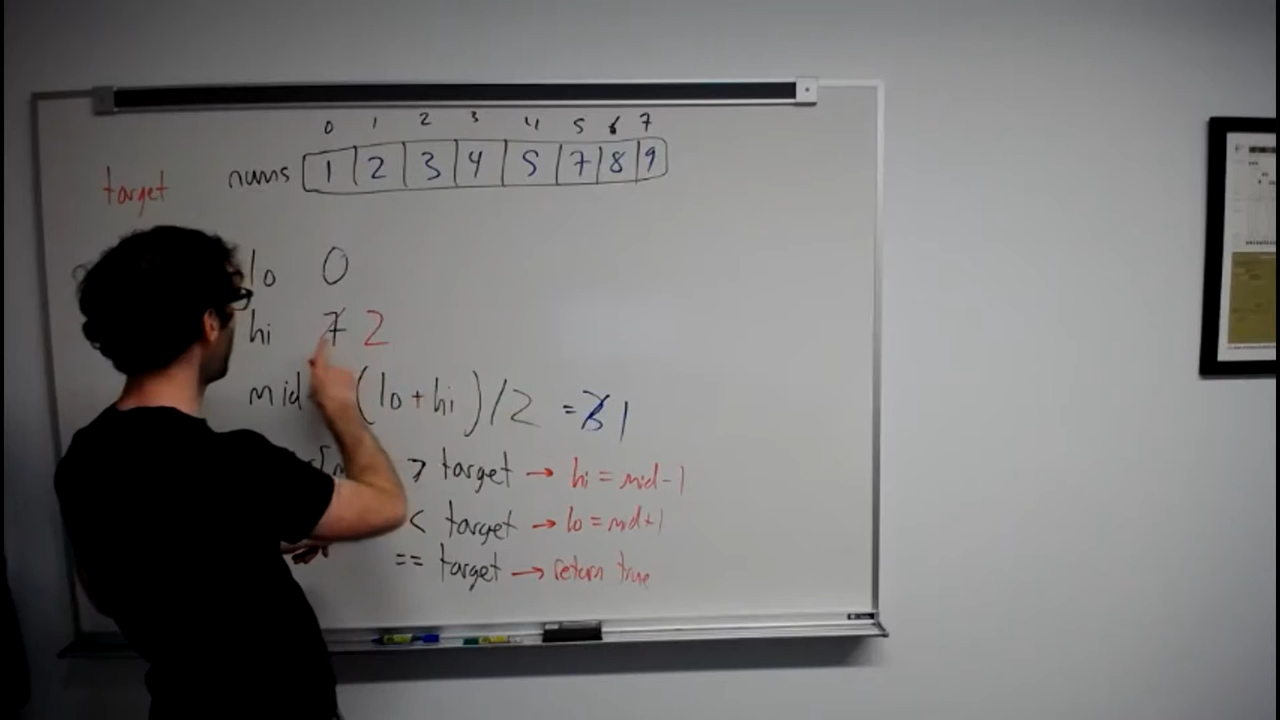 0 1 2 3 4 5 6 7
target nums 1 2 3 4 5 7 8 9
lo 0
hi 7 2
mid (lo+hi)/2 = 3 1
> target → hi = mid-1
< target → lo = mid+1
== target → return true